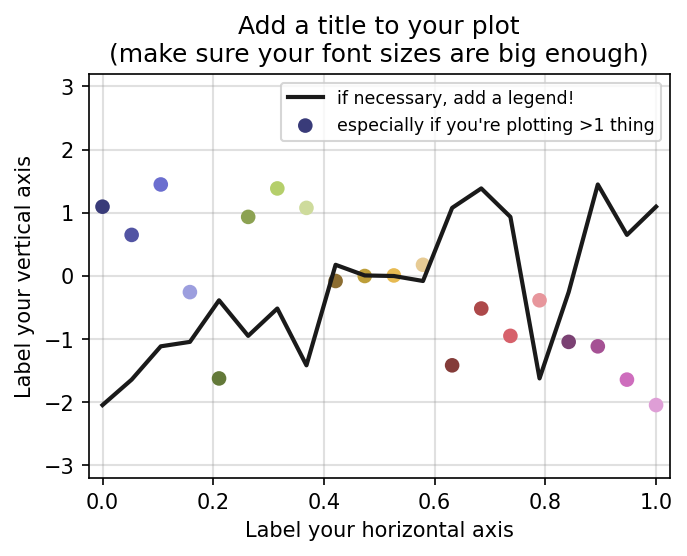 Add a title to your plot
(make sure your font sizes are big enough)
if necessary, add a legend!
especially if you're plotting >1 thing
Label your vertical axis
3
2
1
0
−1
−2
−3
0.0 0.2 0.4 0.6 0.8 1.0
Label your horizontal axis